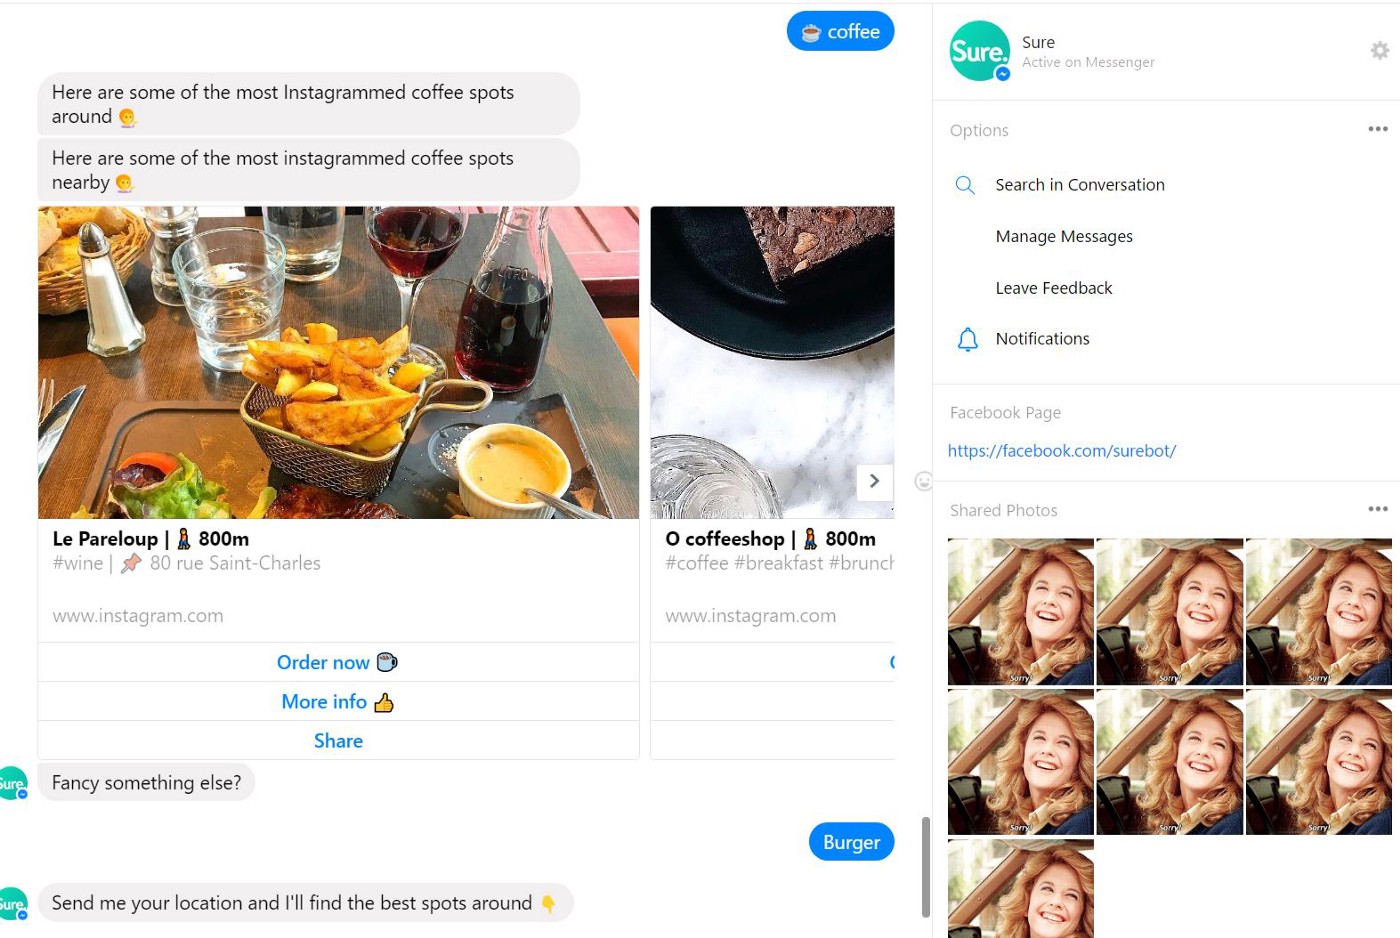 ☕ coffee
Here are some of the most Instagrammed coffee spots
around
Here are some of the most instagrammed coffee spots
nearby
Le Pareloup | 800m
#wine | 📌 80 rue Saint-Charles
www.instagram.com
Order now ☕
More info 👍
Share
O coffeeshop | 800m
#coffee #breakfast #brunch
www.instagram.com
Sure.
Fancy something else?
Burger
Sure.
Send me your location and I'll find the best spots around 👇
Sure.
Sure
Active on Messenger
Options
Search in Conversation
Manage Messages
Leave Feedback
Notifications
Facebook Page
https://facebook.com/surebot/
Shared Photos
Sorry!
Sorry!
Sorry!
Sorry!
Sorry!
Sorry!